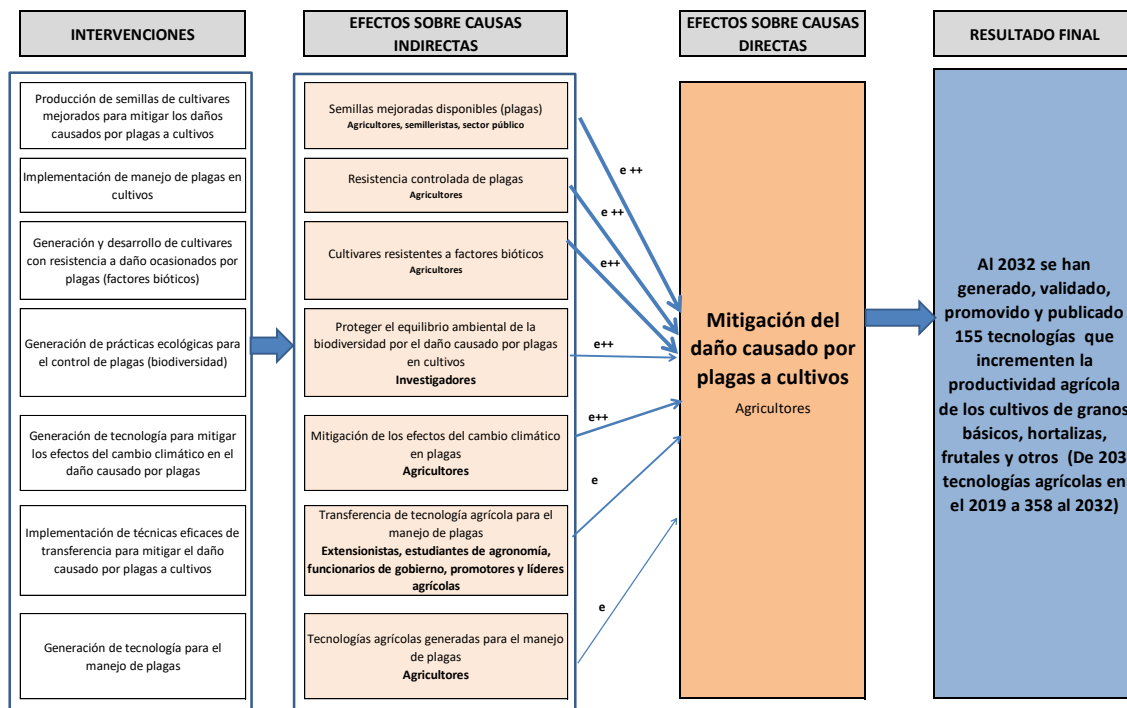 INTERVENCIONES
EFECTOS SOBRE CAUSAS
INDIRECTAS
EFECTOS SOBRE CAUSAS
DIRECTAS
RESULTADO FINAL
Producción de semillas de cultivares
mejorados para mitigar los daños
causados por plagas a cultivos
Implementación de manejo de plagas en
cultivos
Generación y desarrollo de cultivares
con resistencia a daño ocasionados por
plagas (factores bióticos)
Generación de prácticas ecológicas para
el control de plagas (biodiversidad)
Generación de tecnología para mitigar
los efectos del cambio climático en el
daño causado por plagas
Implementación de técnicas eficaces de
transferencia para mitigar el daño
causado por plagas a cultivos
Generación de tecnología para el
manejo de plagas
Semillas mejoradas disponibles (plagas)
Agricultores, semilleristas, sector público
Resistencia controlada de plagas
Agricultores
Cultivares resistentes a factores bióticos
Agricultores
Proteger el equilibrio ambiental de la
biodiversidad por el daño causado por plagas
en cultivos
Investigadores
Mitigación de los efectos del cambio climático
en plagas
Agricultores
Transferencia de tecnología agrícola para el
manejo de plagas
Extensionistas, estudiantes de agronomía,
funcionarios de gobierno, promotores y líderes
agrícolas
Tecnologías agrícolas generadas para el manejo
de plagas
Agricultores
e ++
e ++
e++
e++
e++
e
e
Mitigación del
daño causado por
plagas a cultivos
Agricultores
Al 2032 se han
generado, validado,
promovido y publicado
155 tecnologías que
incrementen la
productividad agrícola
de los cultivos de granos
básicos, hortalizas,
frutales y otros (De 203
tecnologías agrícolas en
el 2019 a 358 al 2032)